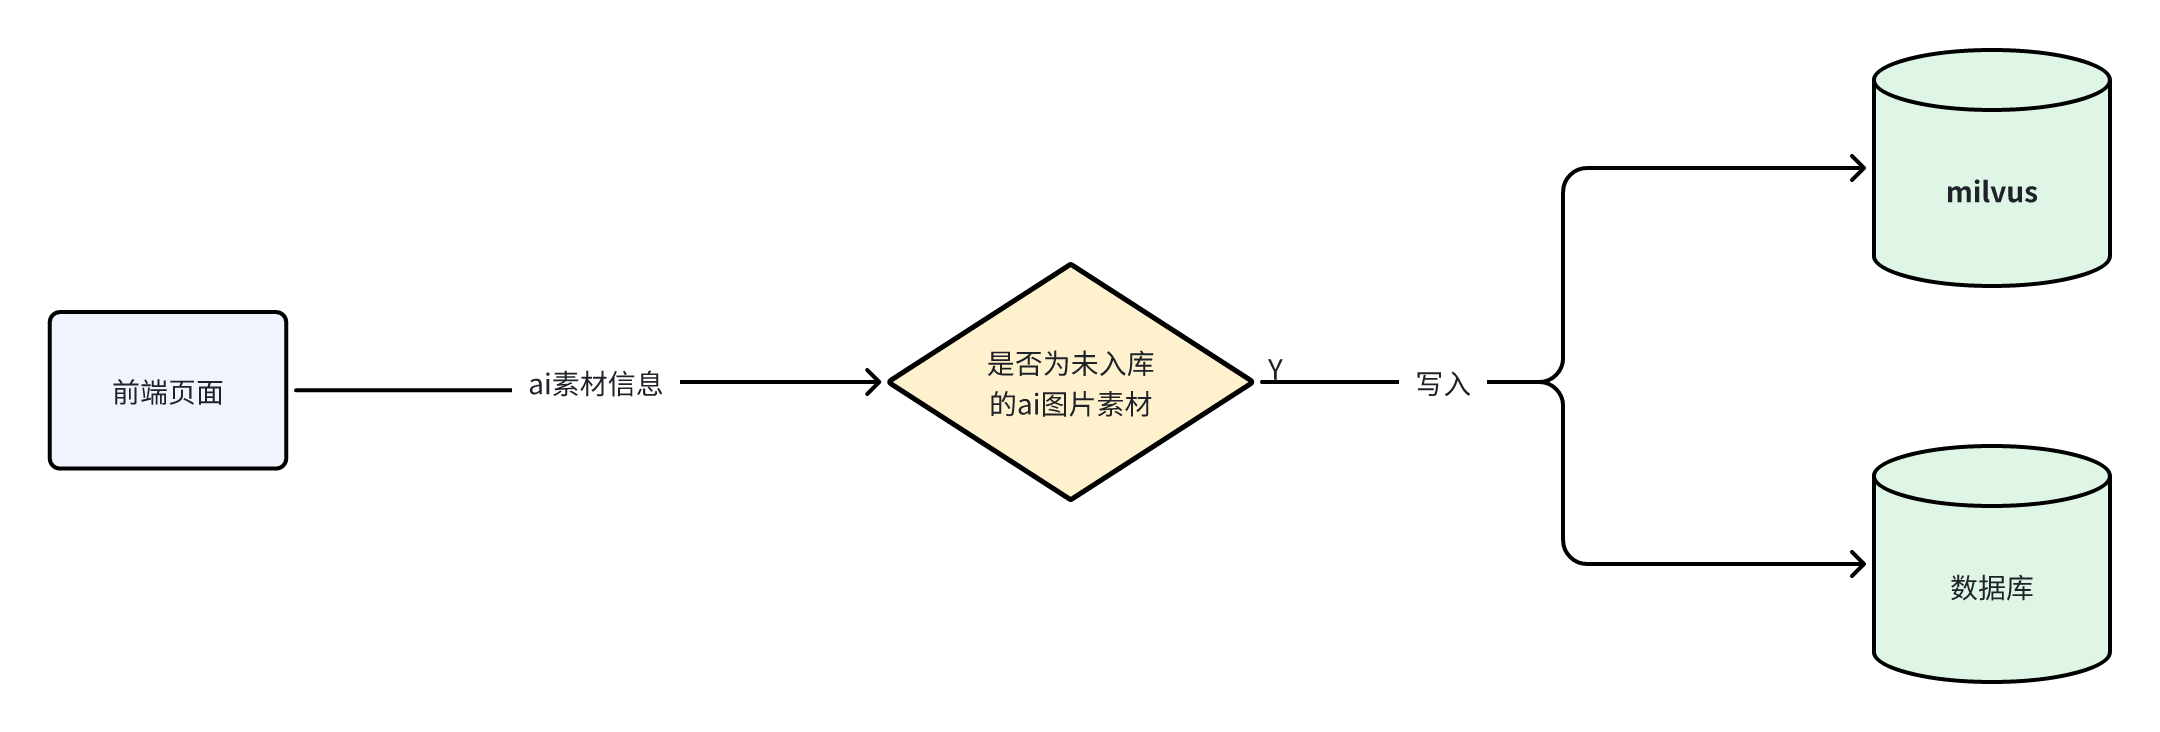 前端页面
ai素材信息
是否为未入库
的ai图片素材
Y
写入
milvus
数据库